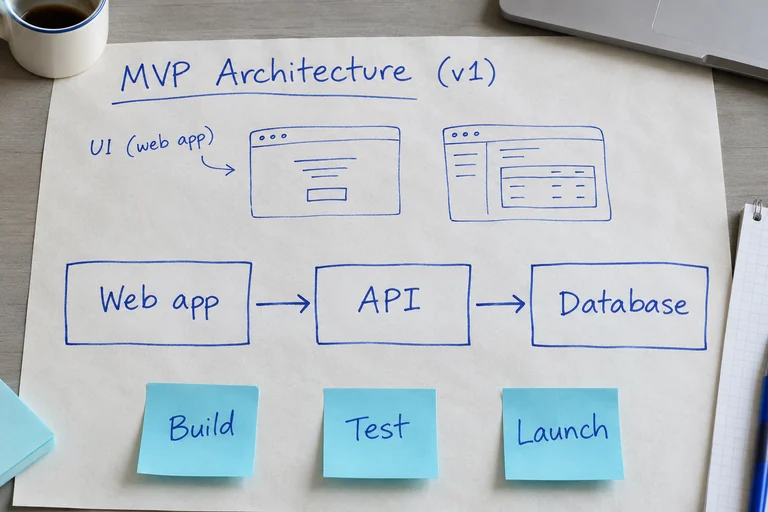 MVP Architecture (v1)
UI (web app)
Web app
API
Database
Build
Test
Launch